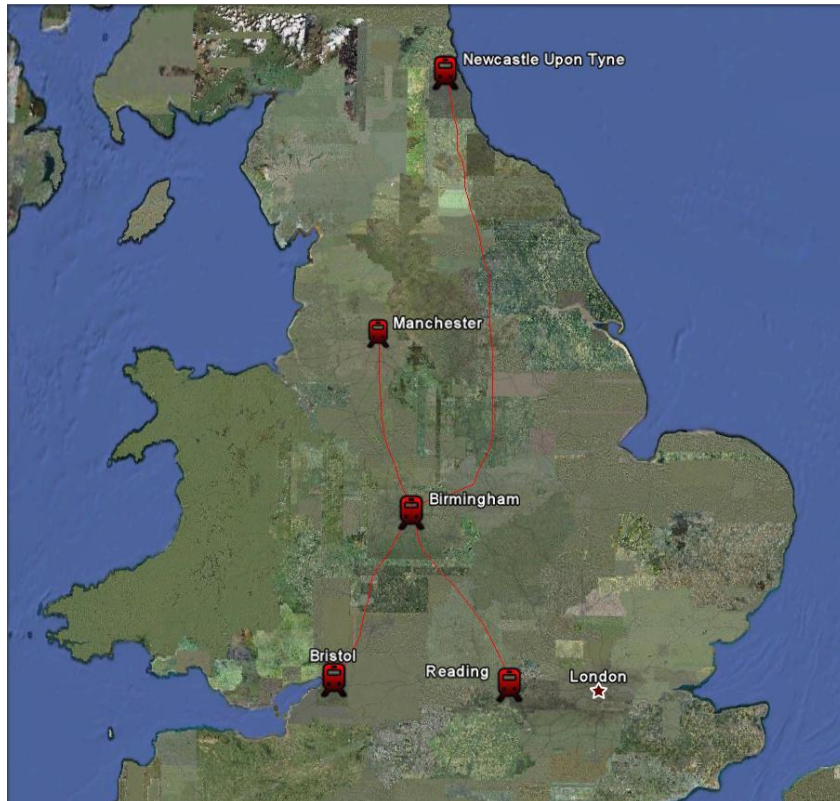 Newcastle Upon Tyne
Manchester
Birmingham
Bristol
Reading
London